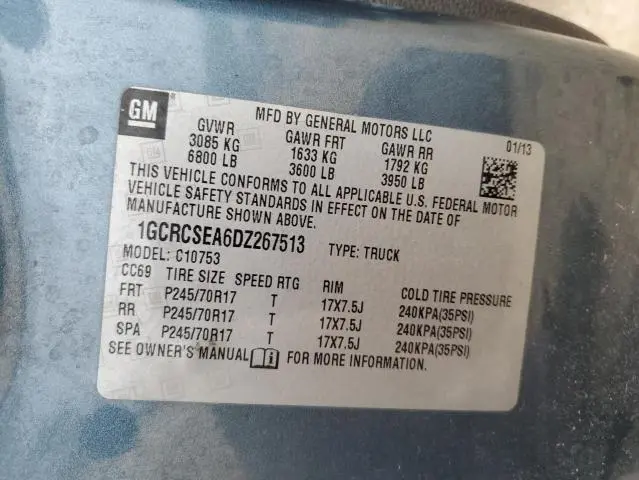 GM
MFD BY GENERAL MOTORS LLC
01/13
GVWR GAWR FRT GAWR RR
3085 KG 1633 KG 1792 KG
6800 LB 3600 LB 3950 LB
THIS VEHICLE CONFORMS TO ALL APPLICABLE U.S. FEDERAL MOTOR
VEHICLE SAFETY STANDARDS IN EFFECT ON THE DATE OF
MANUFACTURE SHOWN ABOVE.
1GCRCSEA6DZ267513 TYPE: TRUCK
MODEL: C10753
CC69 TIRE SIZE SPEED RTG RIM COLD TIRE PRESSURE
FRT P245/70R17 T 17X7.5J 240KPA(35PSI)
RR P245/70R17 T 17X7.5J 240KPA(35PSI)
SPA P245/70R17 T 17X7.5J 240KPA(35PSI)
SEE OWNER'S MANUAL FOR MORE INFORMATION.